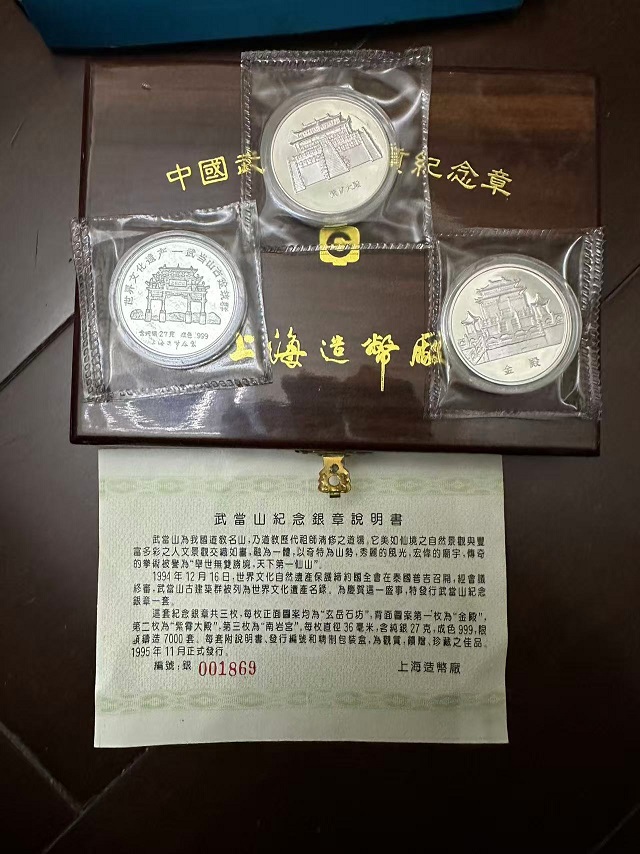 中國武
紀念章
紫霄大殿
世界文化遗产—武当山古建筑群
含純銀27克 成色 999
金殿
上海造幣廠
武當山紀念銀章說明書
武當山為我國道教名山，乃道教歷代祖師清修之道場，它美如仙境之自然景觀與豐
富多彩之人文景觀交織如畫，融為一體，以奇特為山勢，秀麗的風光，宏偉的廟宇，傳奇
的拳術被譽為“舉世無雙勝境，天下第一仙山”。
1994年12月16日，世界文化自然遺產保護締約國全會在泰國普吉召開，經會議
終審，武當山古建築群被列為世界文化遺產名錄。為慶賀這一盛事，特發行武當山紀念
銀章一套。
這套紀念銀章共三枚，每枚正面圖案均為“玄岳石坊”，背面圖案第一枚為“金殿”，
第二枚為“紫霄大殿”，第三枚為“南岩宮”，每枚直徑36毫米，含純銀27克，成色999，限
鑄造7000套。每套附說明書、發行編號和精制包裝盒，為觀賞、饋贈、珍藏之佳品。
1995年11月正式發行。
編號：銀 001869 上海造幣廠